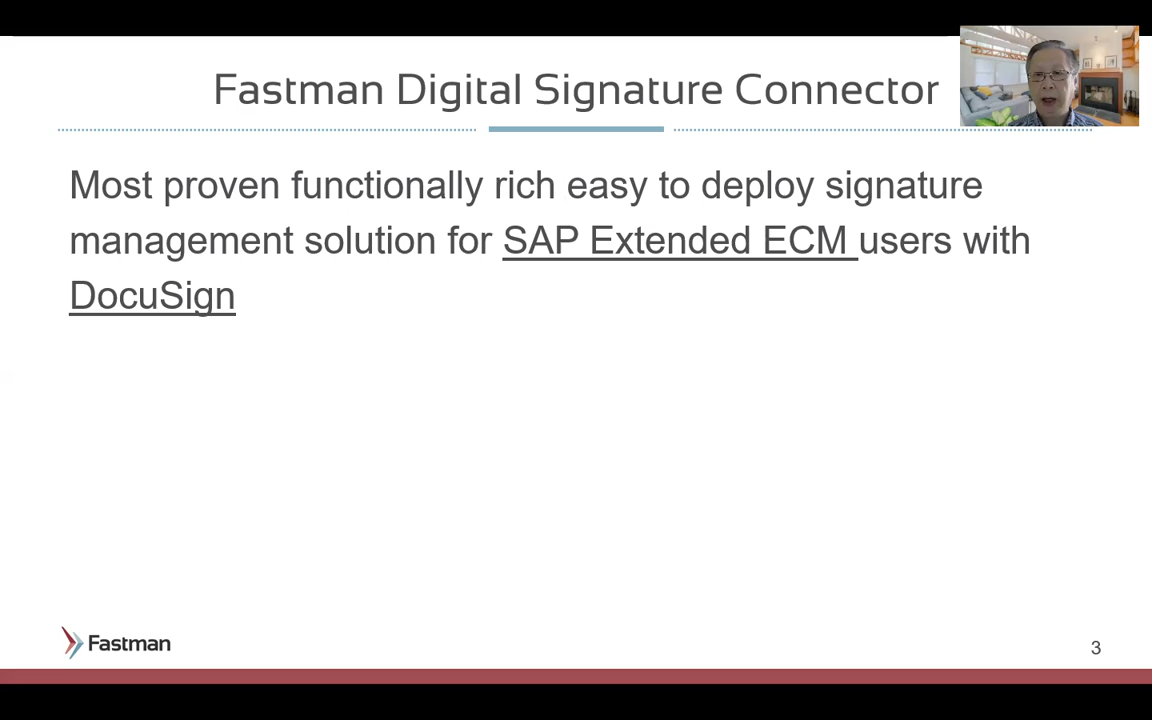 Fastman Digital Signature Connector
Most proven functionally rich easy to deploy signature
management solution for SAP Extended ECM users with
DocuSign
Fastman
3